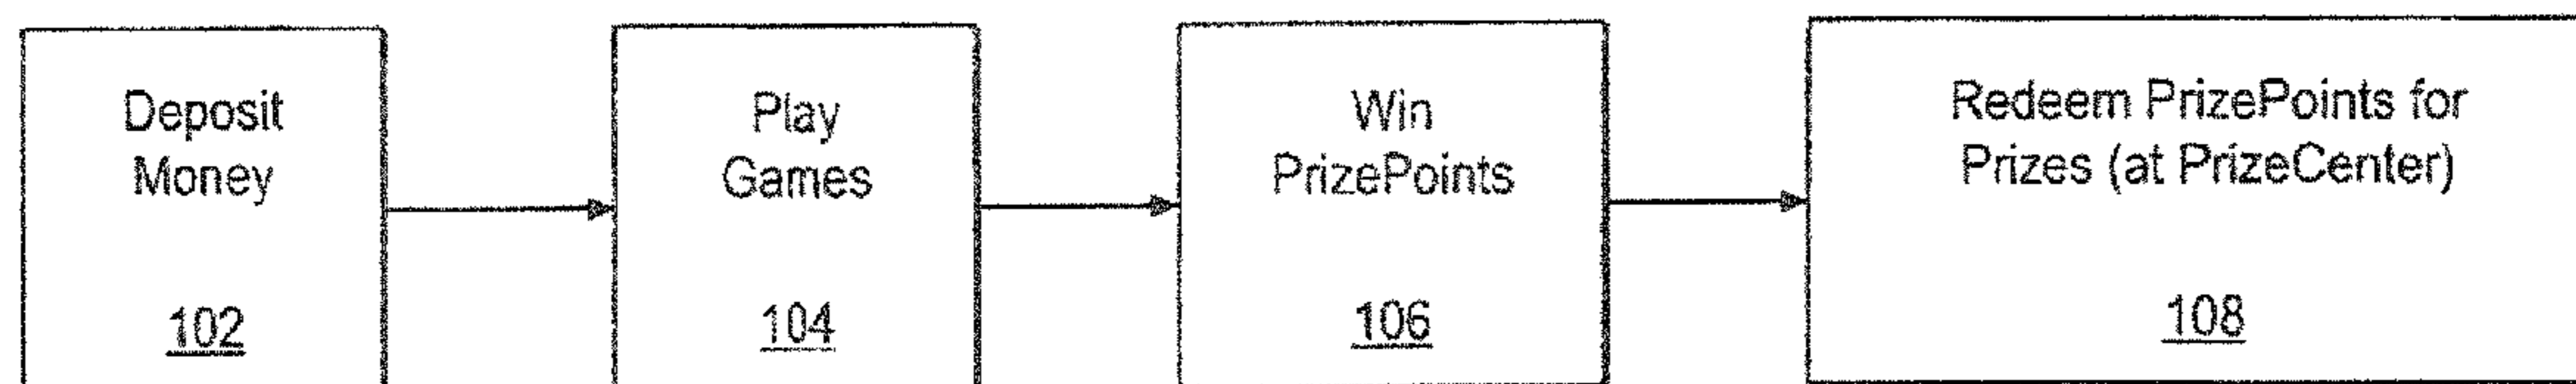 Deposit
Money
102
Play
Games
104
Win
PrizePoints
106
Redeem PrizePoints for
Prizes (at PrizeCenter)
108